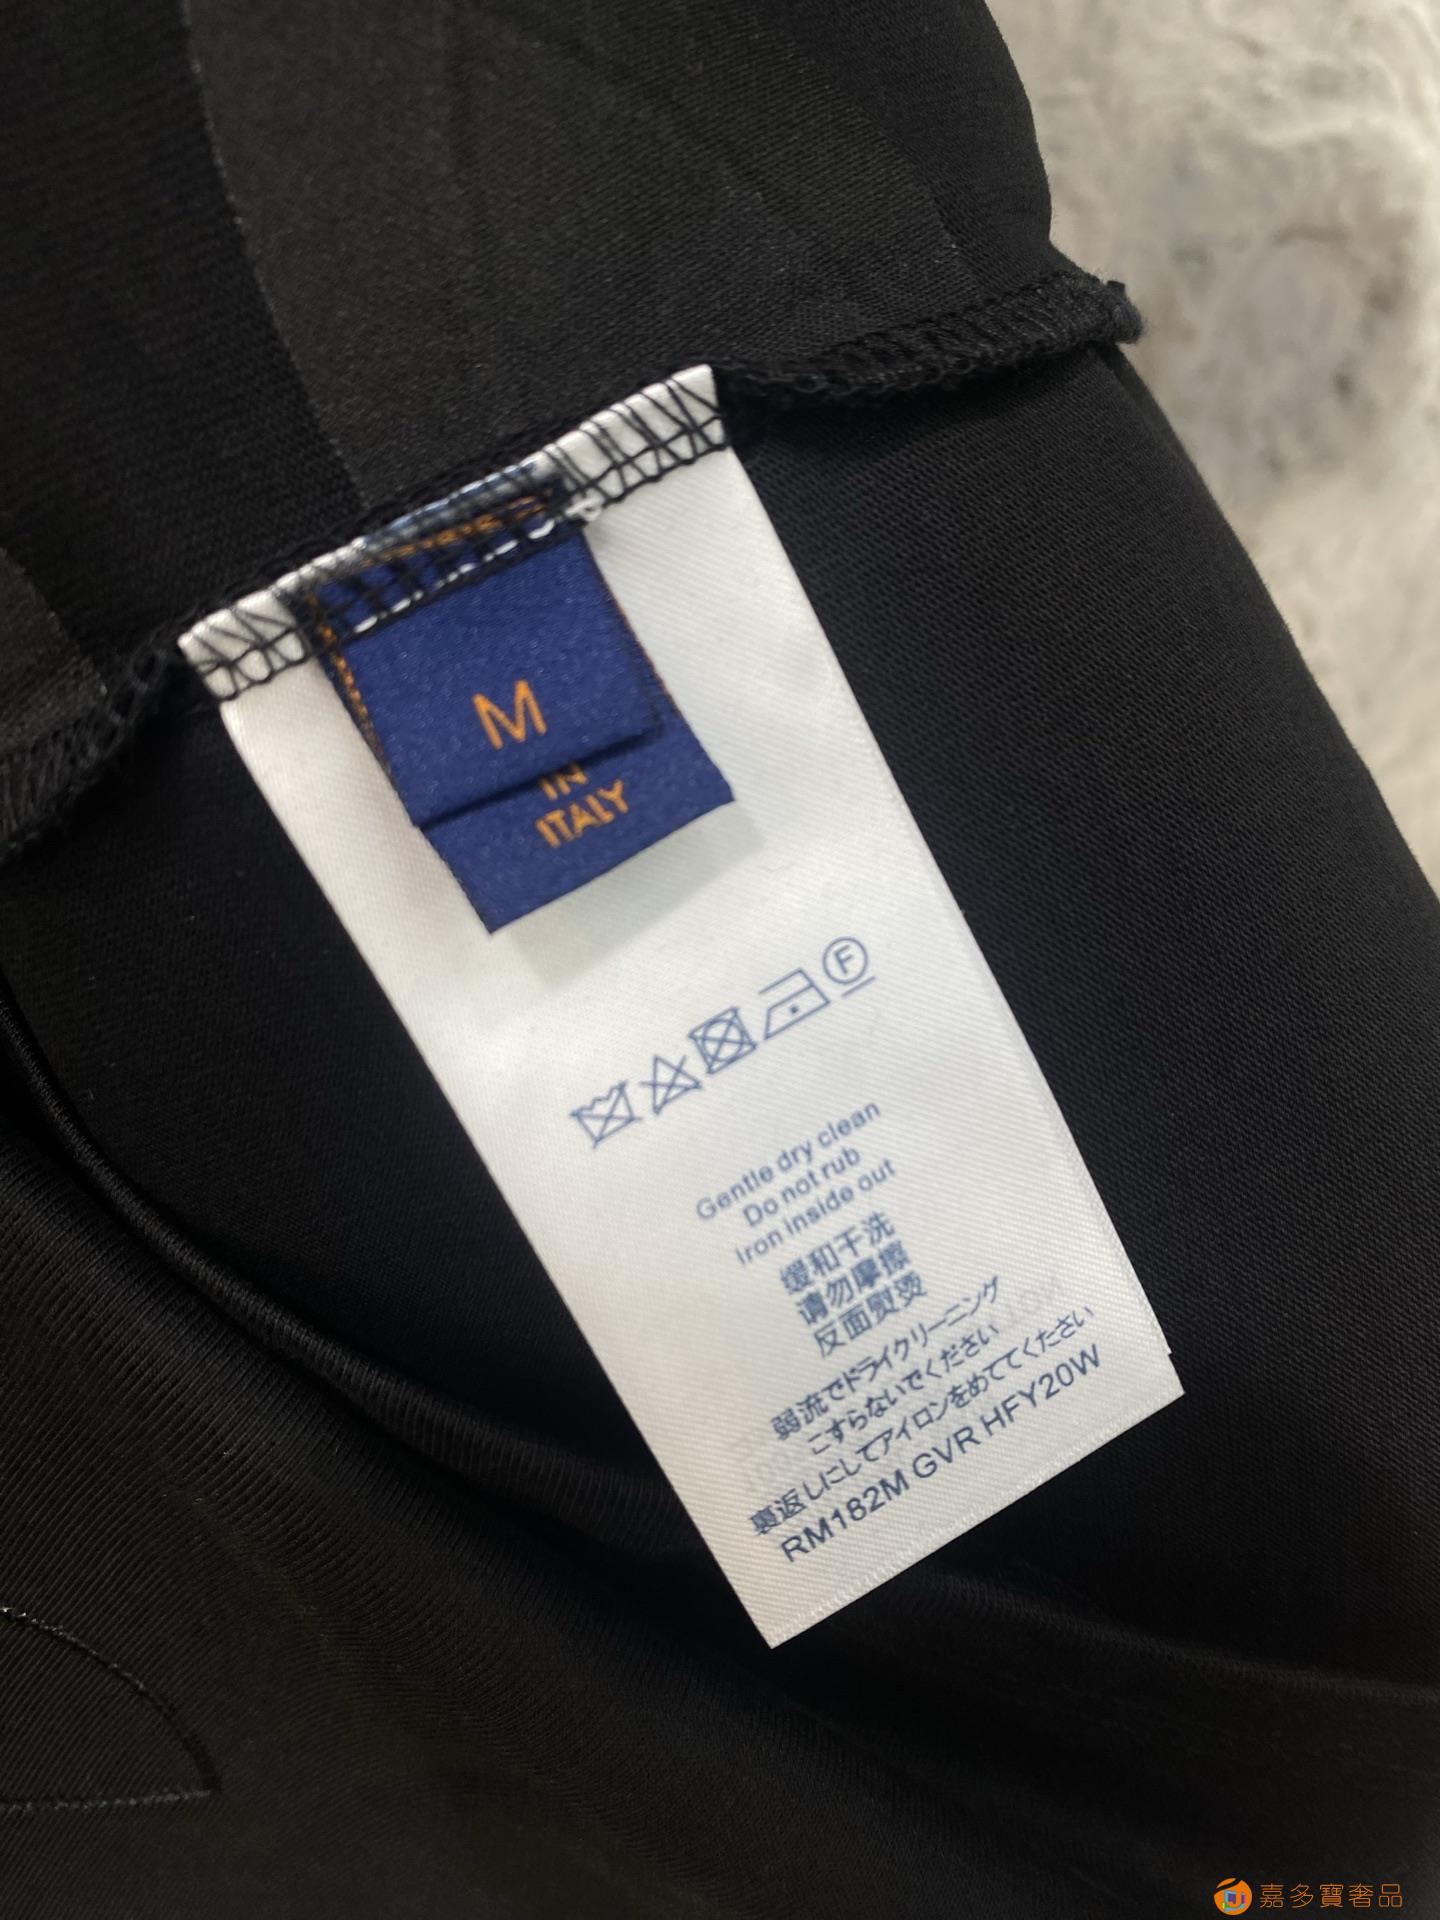 M
IN
ITALY
F
Gentle dry clean
Do not rub
Iron inside out
缓和干洗
请勿摩擦
反面熨烫
弱流でドライクリーニング
こすらないでください
裏返しにしてアイロンをめててくたさい
RM182M GVR HFY20W
嘉多寶奢品